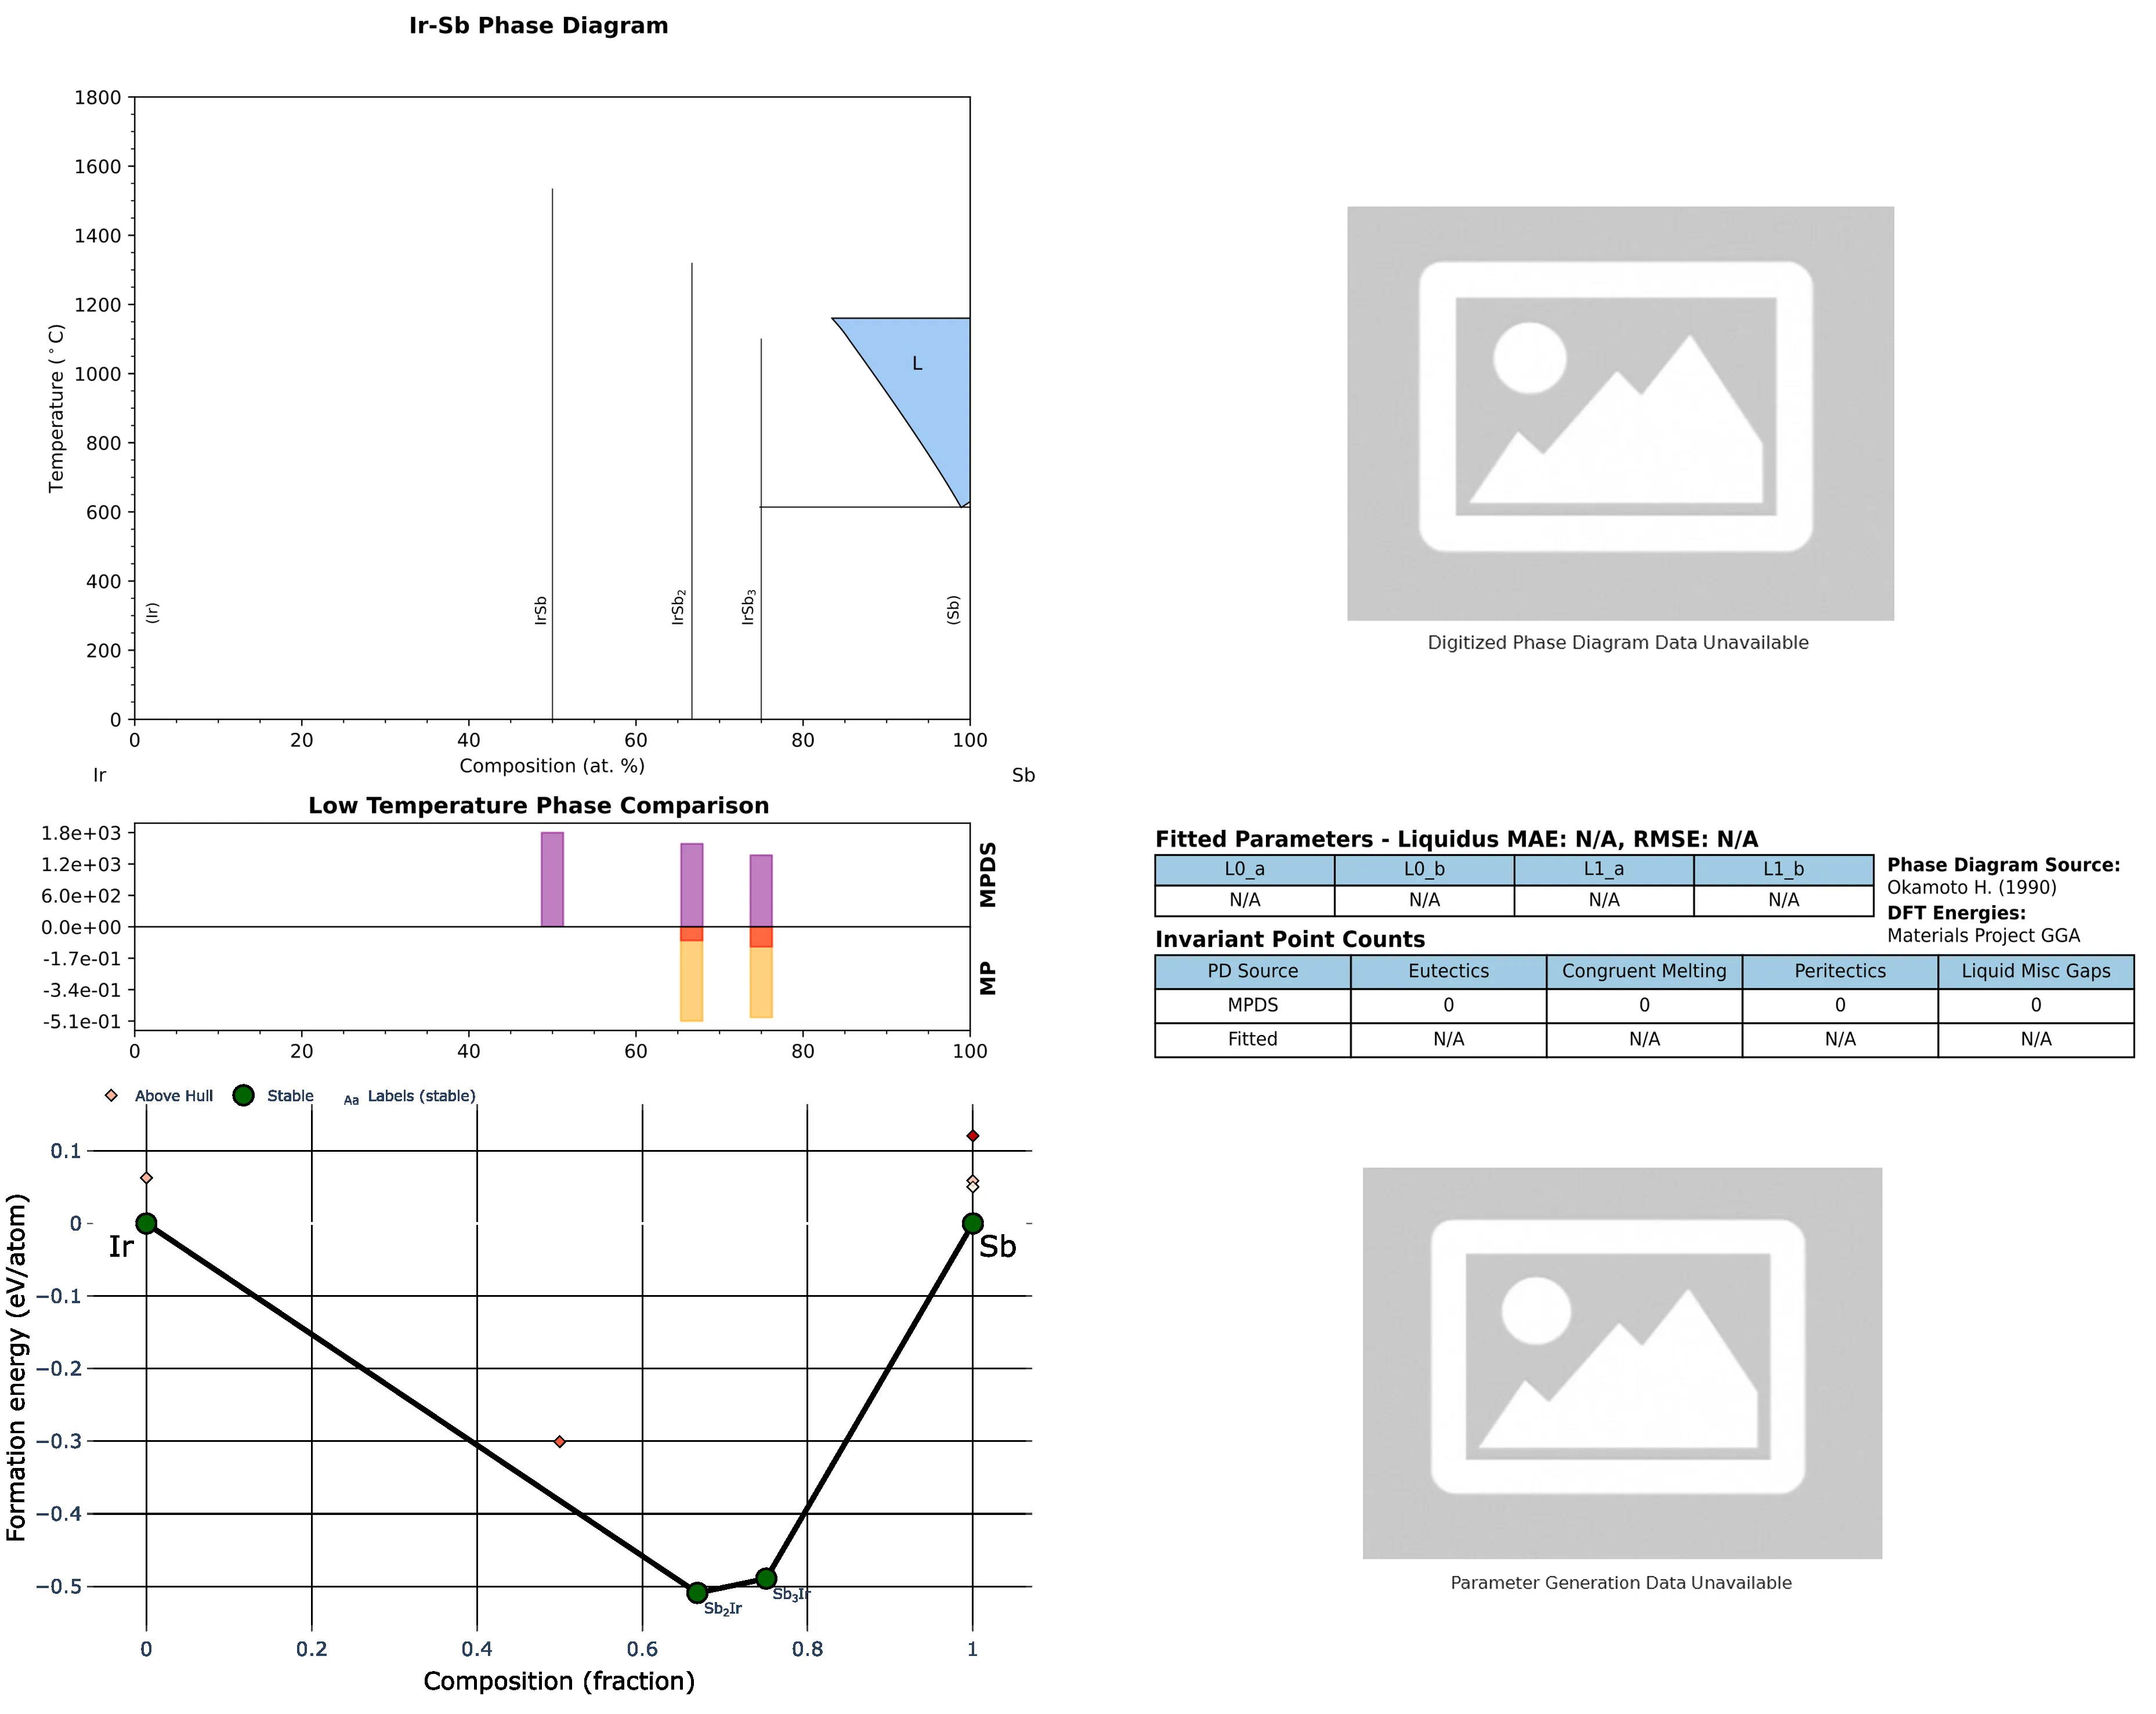 Ir-Sb Phase Diagram
1800
1600
1400
1200
1000
800
600
400
200
0
Temperature (°C)
L
(Ir)
IrSb
IrSb₂
IrSb₃
(Sb)
0 20 40 60 80 100
Composition (at. %)
Ir Sb
Digitized Phase Diagram Data Unavailable
Low Temperature Phase Comparison
1.8e+03
1.2e+03
6.0e+02
0.0e+00
-1.7e-01
-3.4e-01
-5.1e-01
MPDS
MP
0 20 40 60 80 100
Fitted Parameters - Liquidus MAE: N/A, RMSE: N/A
L0_a L0_b L1_a L1_b
N/A N/A N/A N/A
Phase Diagram Source:
Okamoto H. (1990)
DFT Energies:
Materials Project GGA
Invariant Point Counts
PD Source Eutectics Congruent Melting Peritectics Liquid Misc Gaps
MPDS 0 0 0 0
Fitted N/A N/A N/A N/A
Above Hull Stable Aa Labels (stable)
0.1
0
−0.1
−0.2
−0.3
−0.4
−0.5
Formation energy (eV/atom)
Ir
Sb
Sb₂Ir
Sb₃Ir
0 0.2 0.4 0.6 0.8 1
Composition (fraction)
Parameter Generation Data Unavailable